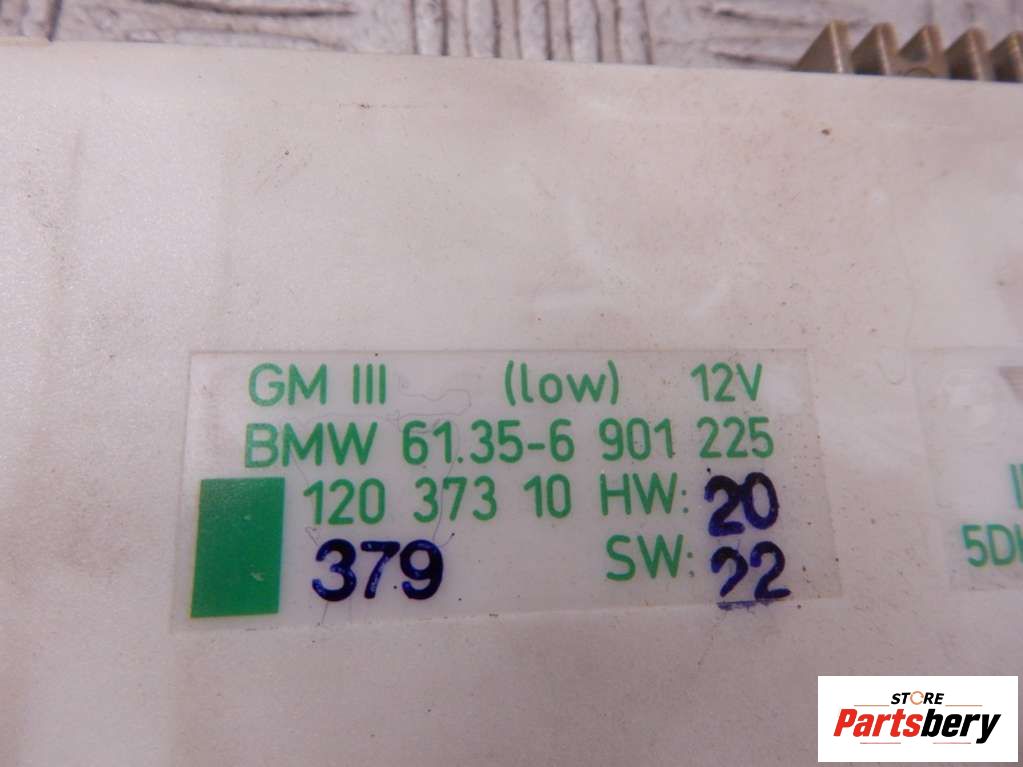 GM III (low) 12V
BMW 61.35-6 901 225
120 373 10 HW: 20
379 SW: 22
STORE
Partsbery